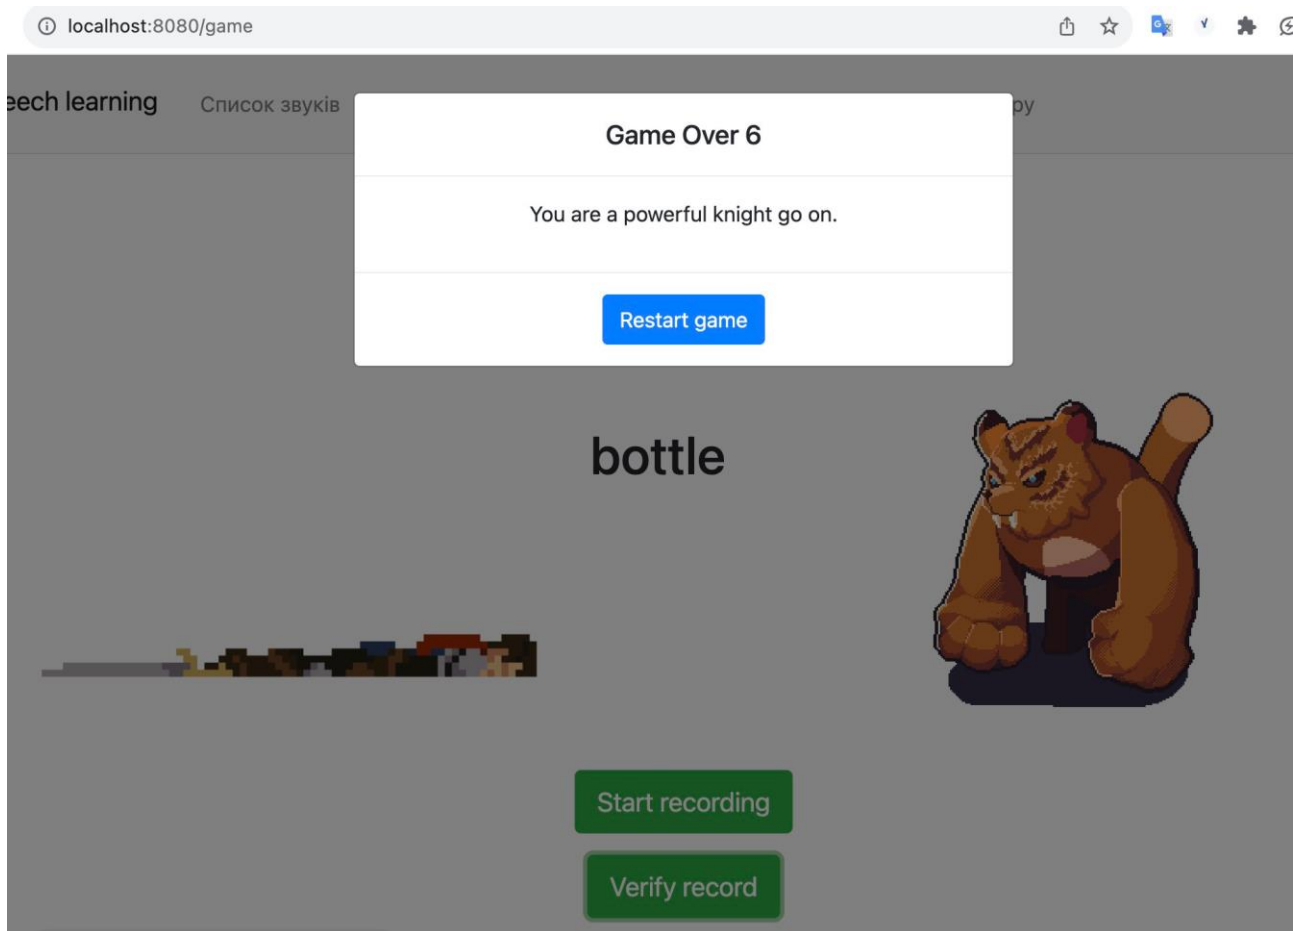 localhost:8080/game
eech learning Список звуків ру
Game Over 6
You are a powerful knight go on.
Restart game
bottle
Start recording
Verify record